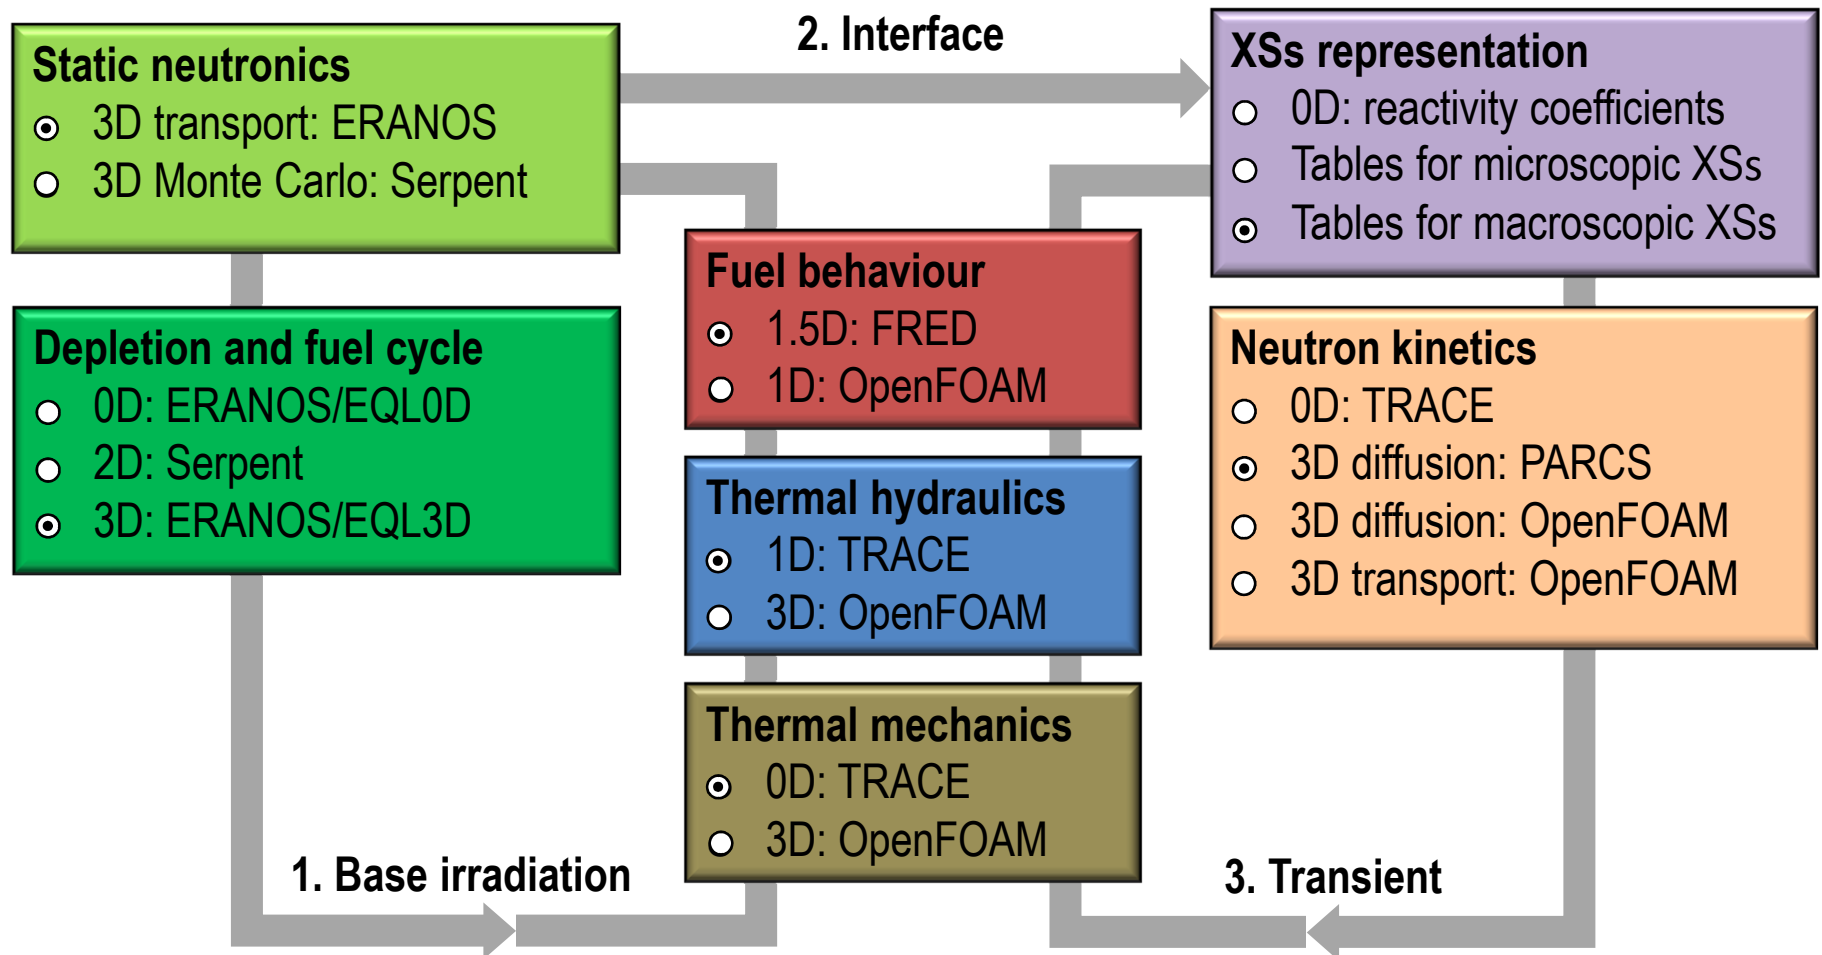 2. Interface
Static neutronics
3D transport: ERANOS
3D Monte Carlo: Serpent
XSs representation
0D: reactivity coefficients
Tables for microscopic XSs
Tables for macroscopic XSs
Fuel behaviour
1.5D: FRED
1D: OpenFOAM
Depletion and fuel cycle
0D: ERANOS/EQL0D
2D: Serpent
3D: ERANOS/EQL3D
Neutron kinetics
0D: TRACE
3D diffusion: PARCS
3D diffusion: OpenFOAM
3D transport: OpenFOAM
Thermal hydraulics
1D: TRACE
3D: OpenFOAM
Thermal mechanics
0D: TRACE
3D: OpenFOAM
1. Base irradiation
3. Transient